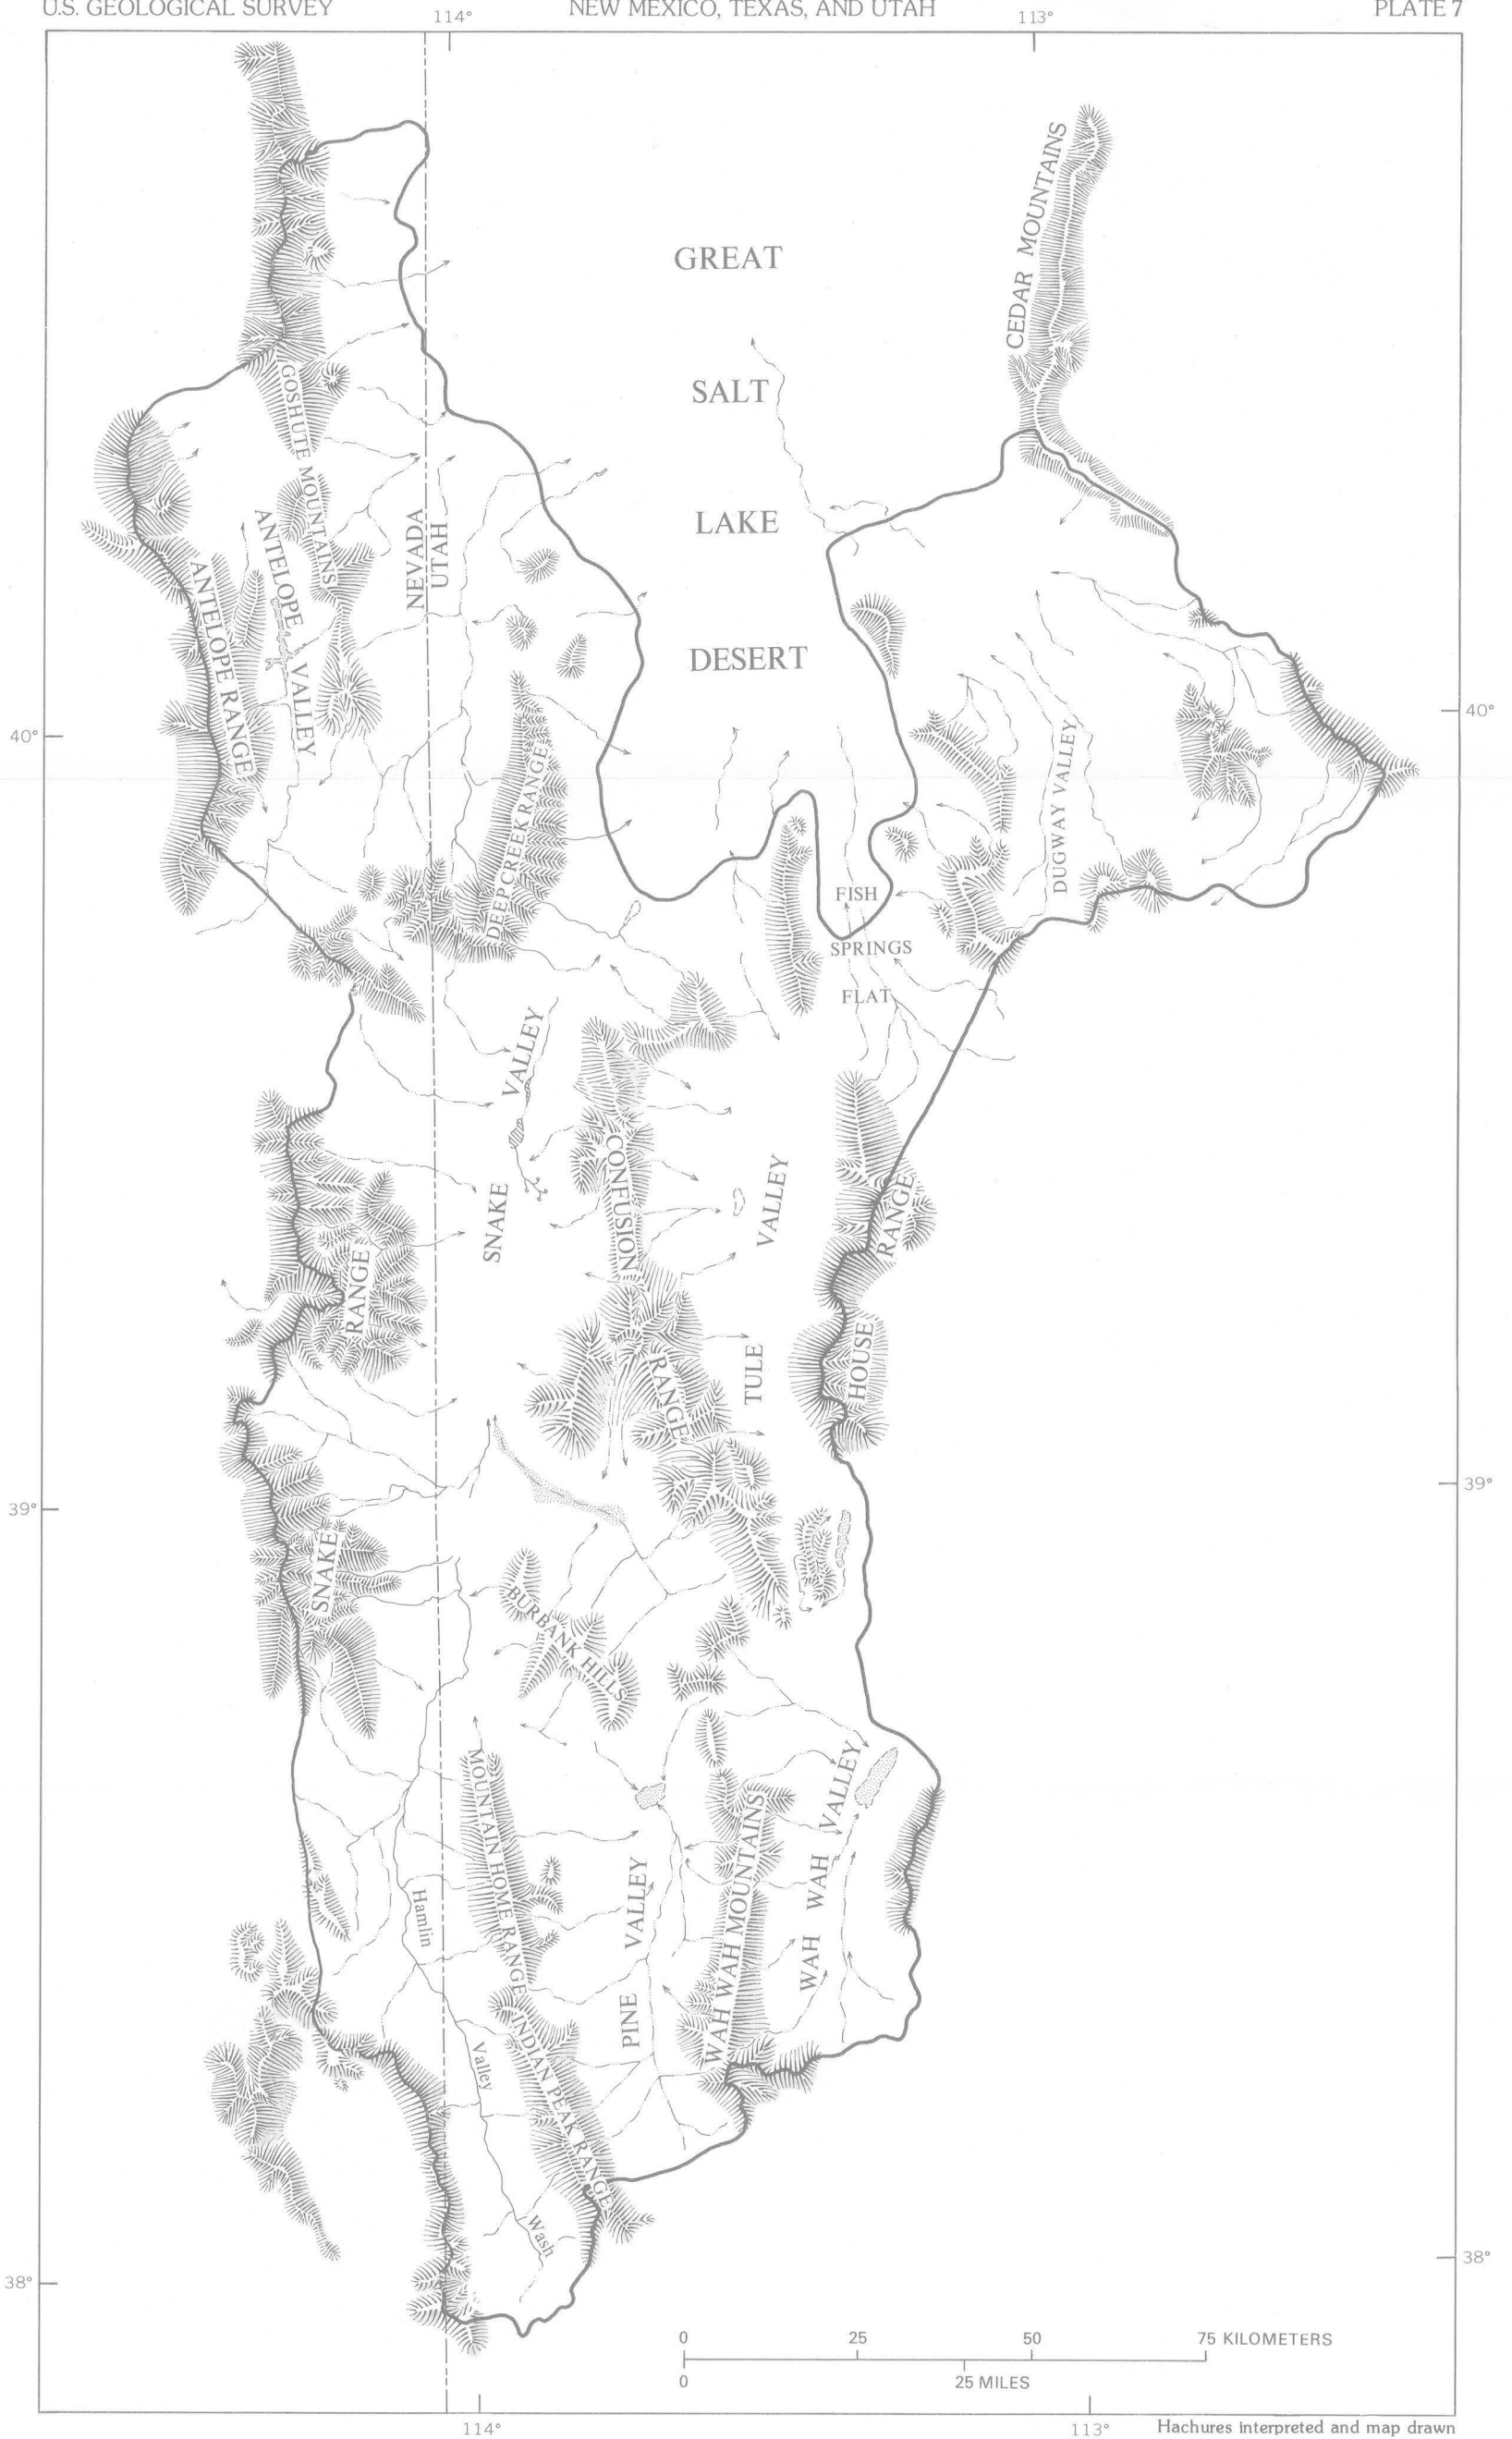 U.S. GEOLOGICAL SURVEY
NEW MEXICO, TEXAS, AND UTAH
PLATE 7
114°
113°
CEDAR MOUNTAINS
GREAT
SALT
LAKE
DESERT
GOSHUTE MOUNTAINS
ANTELOPE VALLEY
ANTELOPE RANGE
NEVADA
UTAH
40°
40°
DEEP CREEK RANGE
DUGWAY VALLEY
FISH
SPRINGS
FLAT
SNAKE VALLEY
CONFUSION RANGE
TULE VALLEY
HOUSE RANGE
SNAKE RANGE
39°
39°
BURBANK HILLS
MOUNTAIN HOME RANGE
WAH WAH MOUNTAINS
WAH WAH VALLEY
PINE VALLEY
Hamlin Valley Wash
INDIAN PEAK RANGE
38°
38°
0 25 50 75 KILOMETERS
0 25 MILES
114°
113°
Hachures interpreted and map drawn